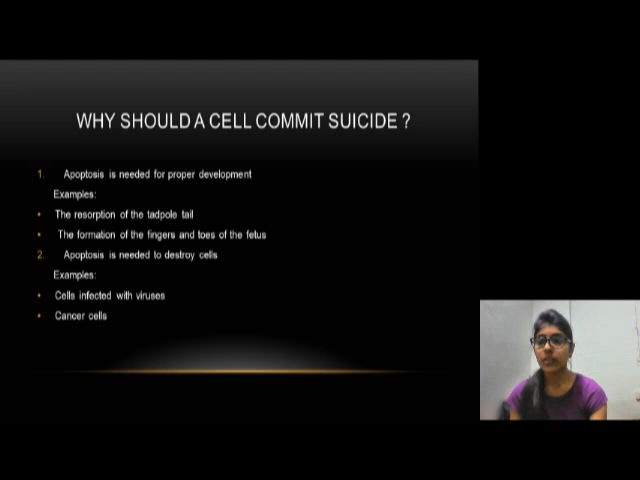 WHY SHOULD A CELL COMMIT SUICIDE ?
1. Apoptosis is needed for proper development
Examples:
• The resorption of the tadpole tail
• The formation of the fingers and toes of the fetus
2. Apoptosis is needed to destroy cells
Examples:
• Cells infected with viruses
• Cancer cells